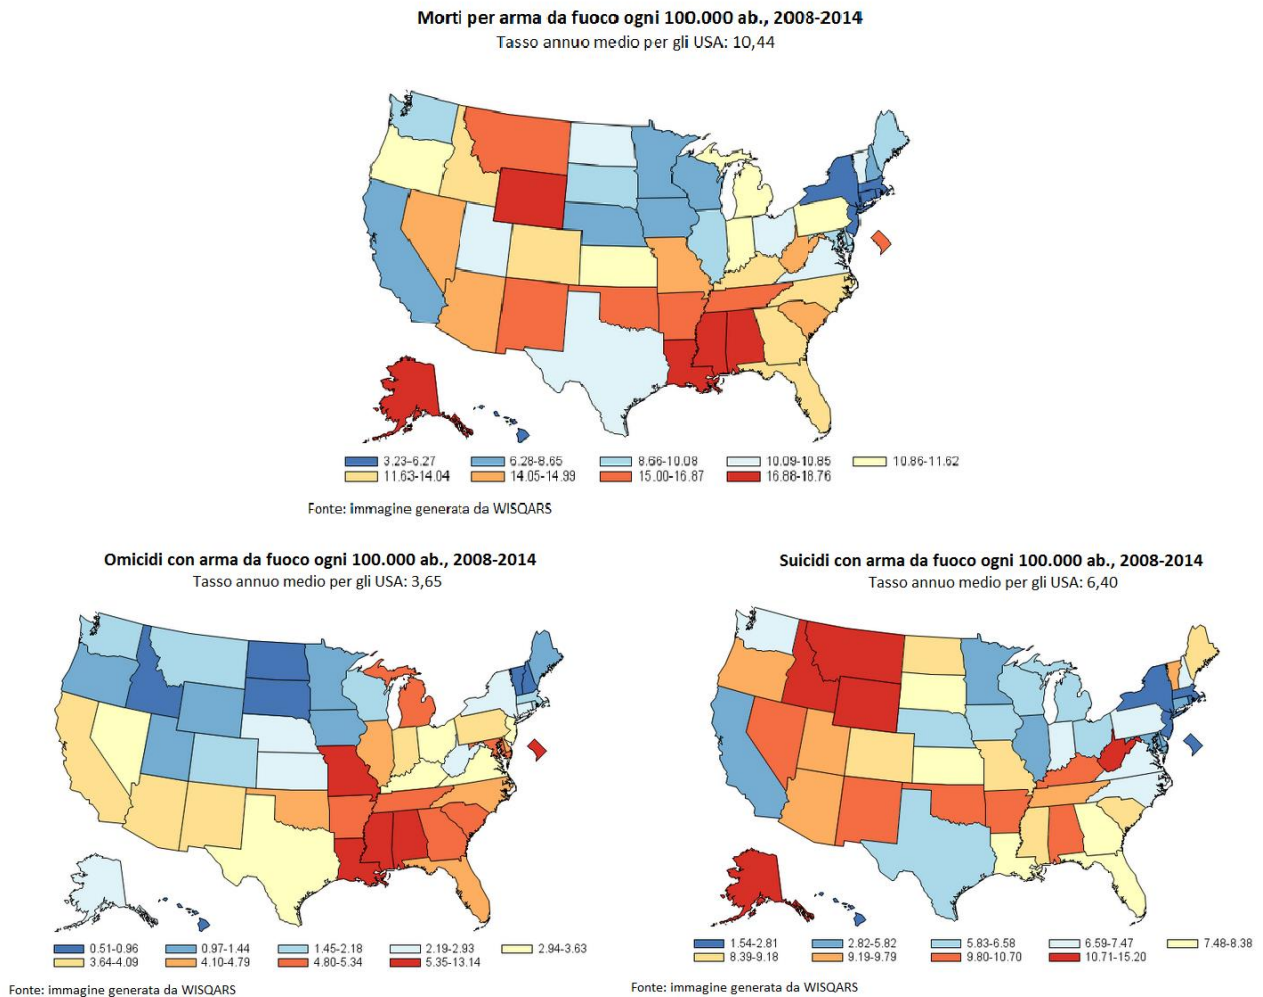 Morti per arma da fuoco ogni 100.000 ab., 2008-2014
Tasso annuo medio per gli USA: 10,44
3.23-6.27 6.28-8.65 8.66-10.08 10.09-10.85 10.86-11.62
11.63-14.04 14.05-14.99 15.00-16.87 16.88-18.76
Fonte: immagine generata da WISQARS
Omicidi con arma da fuoco ogni 100.000 ab., 2008-2014
Tasso annuo medio per gli USA: 3,65
0.51-0.96 0.97-1.44 1.45-2.18 2.19-2.93 2.94-3.63
3.64-4.09 4.10-4.79 4.80-5.34 5.35-13.14
Fonte: immagine generata da WISQARS
Suicidi con arma da fuoco ogni 100.000 ab., 2008-2014
Tasso annuo medio per gli USA: 6,40
1.54-2.81 2.82-5.82 5.83-6.58 6.59-7.47 7.48-8.38
8.39-9.18 9.19-9.79 9.80-10.70 10.71-15.20
Fonte: immagine generata da WISQARS